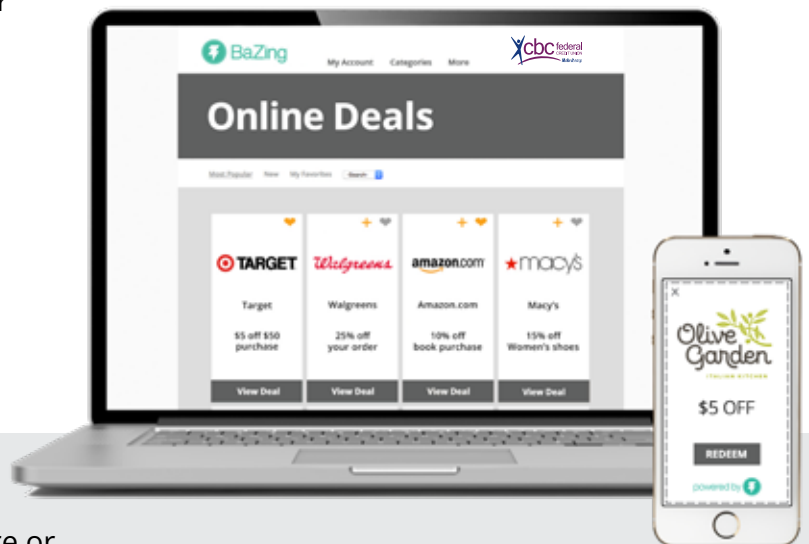 BaZing
My Account Categories More
cbc federal
CREDIT UNION
Online Deals
Most Popular New My Favorites Search
TARGET Walgreens amazon.com macy's
Target Walgreens Amazon.com Macy's
$5 off $50 25% off 10% off 15% off
purchase your order book purchase Women's shoes
View Deal View Deal View Deal View Deal
X
Olive
Garden
ITALIAN KITCHEN
$5 OFF
REDEEM
powered by
or